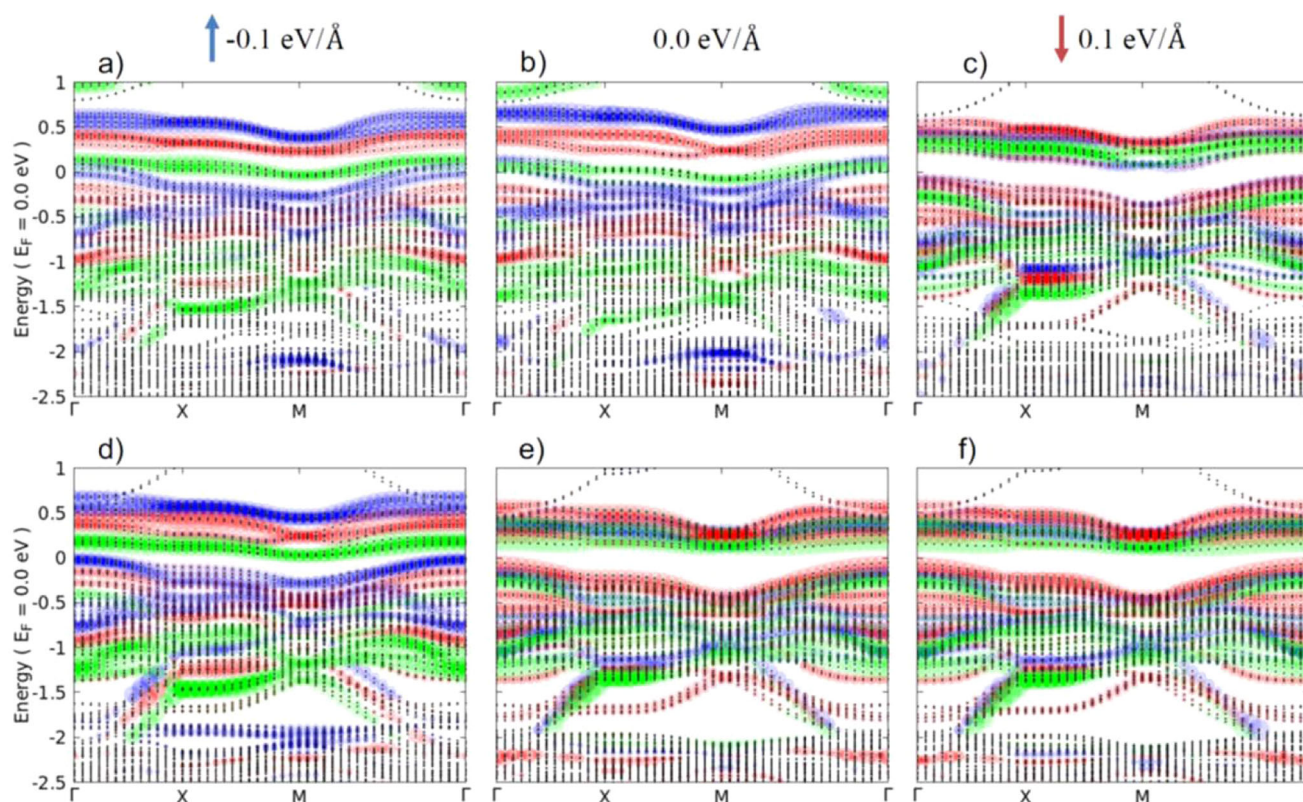 -0.1 eV/Å 0.0 eV/Å 0.1 eV/Å
a) b) c)
Energy ( E_F = 0.0 eV )
1
0.5
0
-0.5
-1
-1.5
-2
-2.5
Γ X M Γ Γ X M Γ Γ X M
d) e) f)
Energy ( E_F = 0.0 eV )
1
0.5
0
-0.5
-1
-1.5
-2
-2.5
Γ X M Γ Γ X M Γ Γ X M